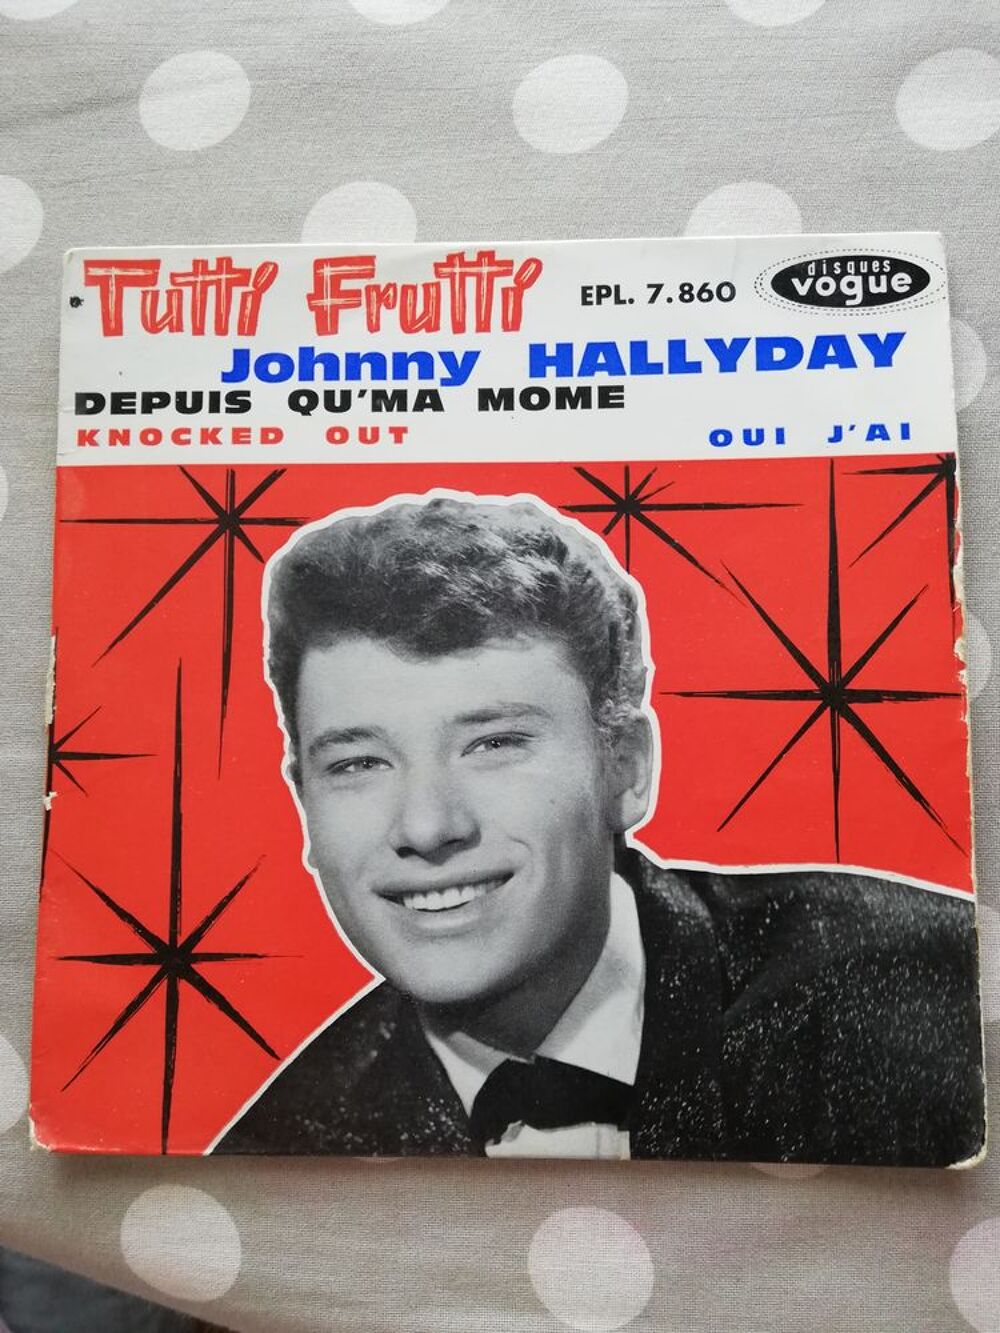 Tutti Frutti
EPL. 7.860
disques
vogue
Johnny HALLYDAY
DEPUIS QU'MA MOME
KNOCKED OUT
OUI J'AI